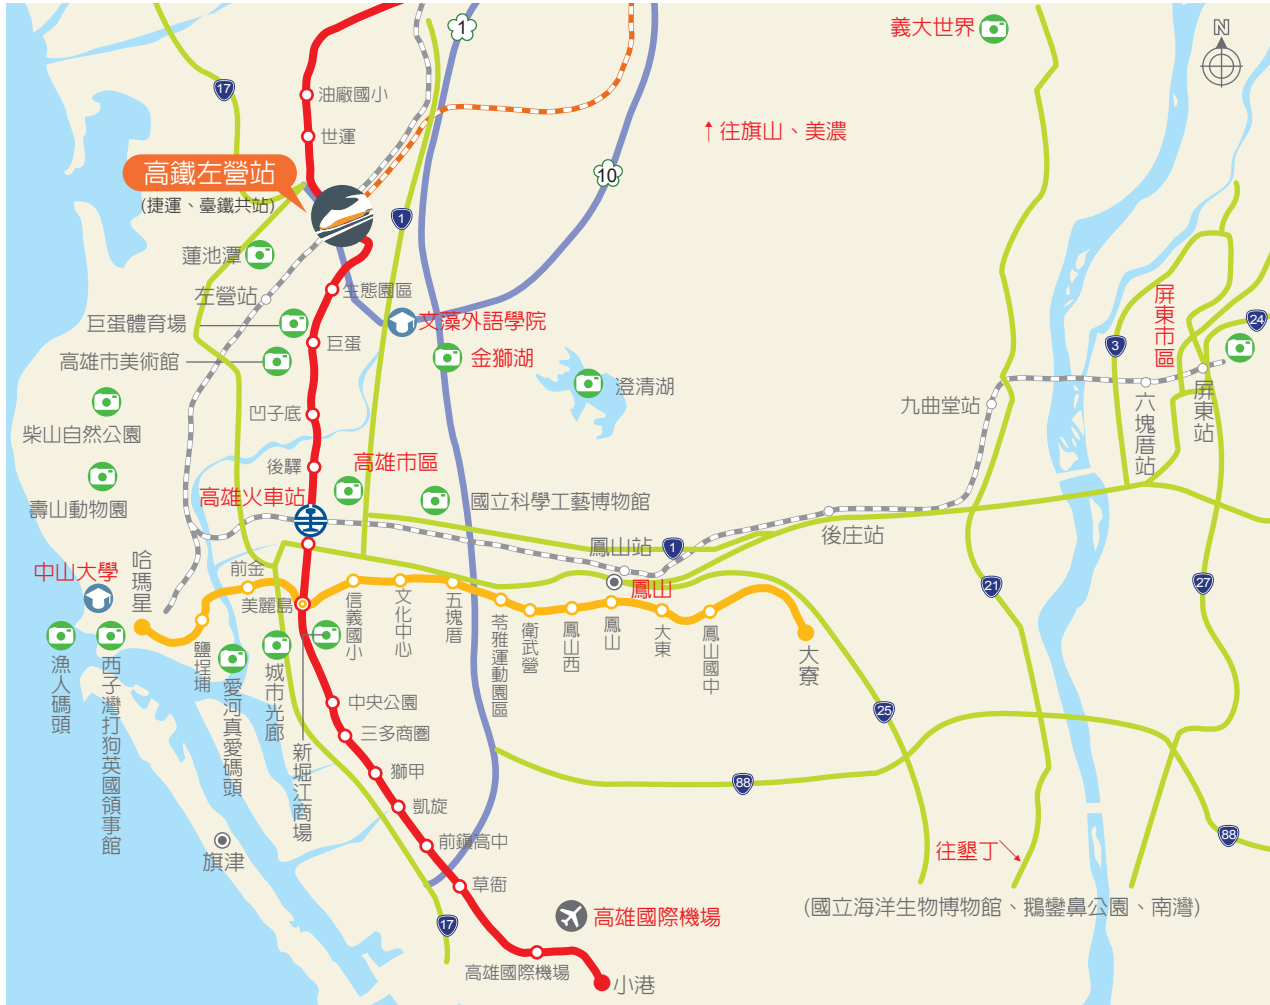 1
義大世界
N
17
油廠國小
世運
↑往旗山、美濃
高鐵左營站
(捷運、臺鐵共站)
10
1
蓮池潭
左營站
生態園區
屏東市區
巨蛋體育場
文藻外語學院
24
巨蛋
3
高雄市美術館
金獅湖
澄清湖
屏東站
九曲堂站
六塊厝站
柴山自然公園
凹子底
後驛
高雄市區
壽山動物園
高雄火車站
國立科學工藝博物館
後庄站
鳳山站
1
哈瑪星
中山大學
前金
美麗島
信義國小
文化中心
五塊厝
苓雅運動園區
衛武營
鳳山西
鳳山
鳳山
大東
鳳山國中
大寮
21
27
漁人碼頭
西子灣打狗英國領事館
鹽埕埔
愛河真愛碼頭
城市光廊
新堀江商場
中央公園
三多商圈
25
獅甲
88
凱旋
旗津
前鎮高中
88
往墾丁
草衙
17
高雄國際機場
(國立海洋生物博物館、鵝鑾鼻公園、南灣)
高雄國際機場
小港